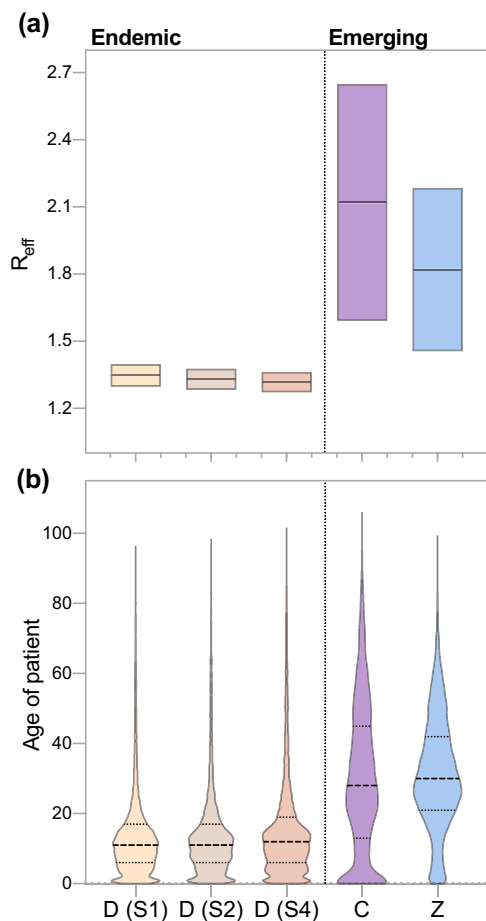 (a)
Endemic Emerging
2.7
2.4
2.1
1.8
1.5
1.2
Reff
(b)
100
80
60
40
20
0
Age of patient
D (S1) D (S2) D (S4) C Z